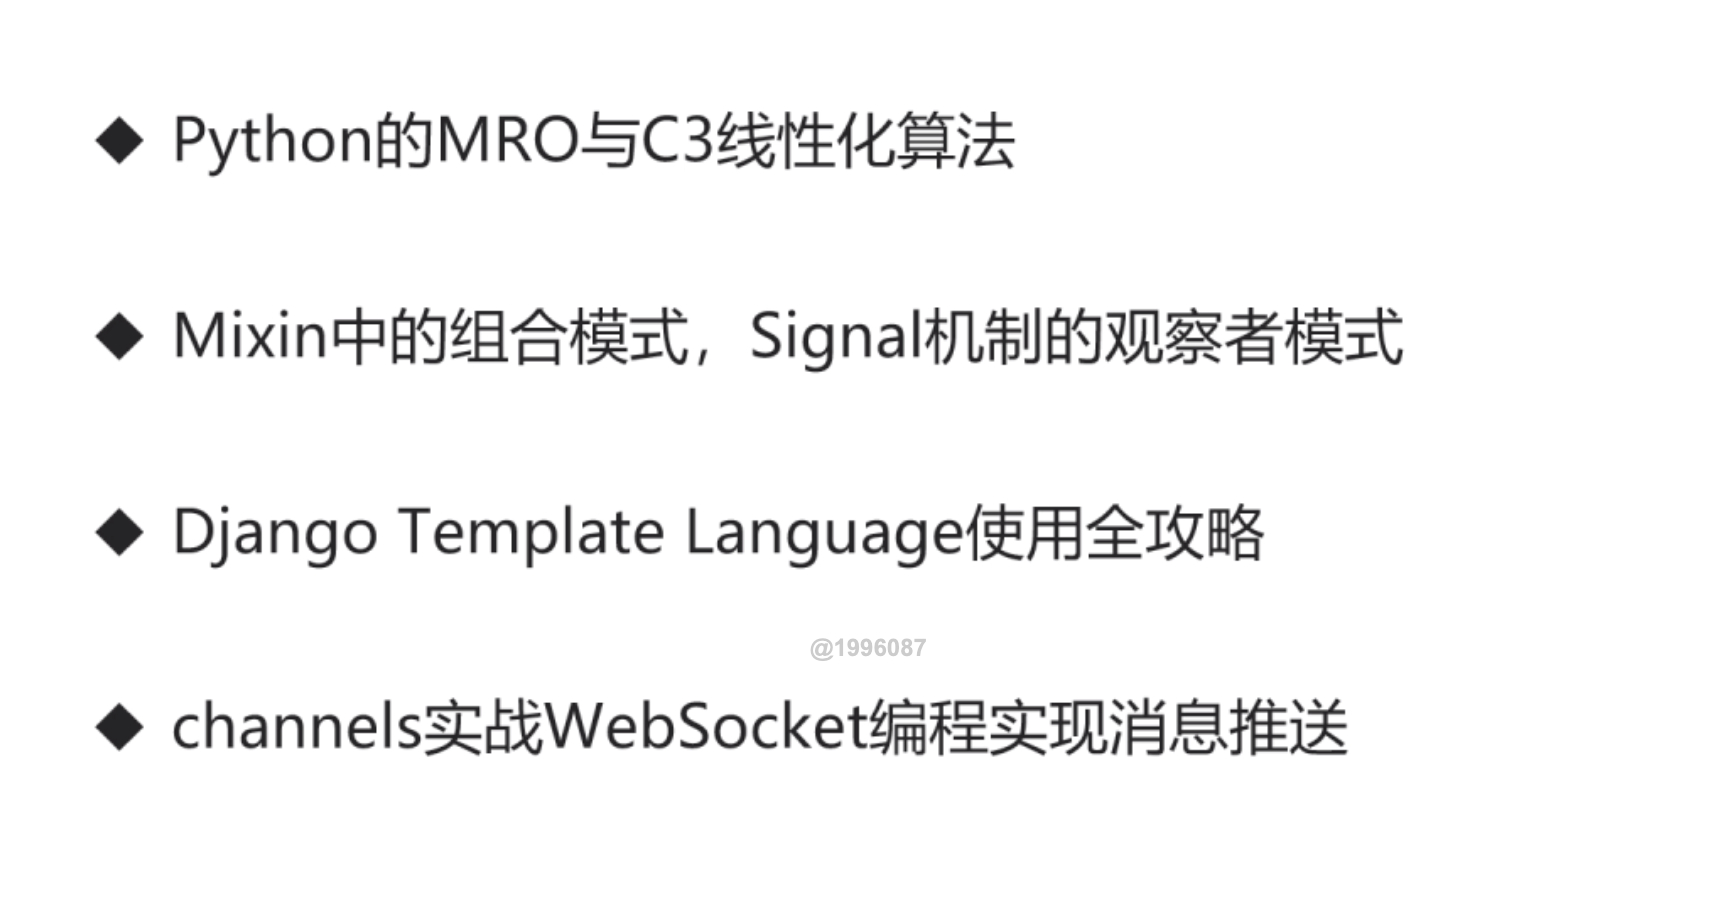 ◆ Python的MRO与C3线性化算法
◆ Mixin中的组合模式，Signal机制的观察者模式
◆ Django Template Language使用全攻略
@1996087
◆ channels实战WebSocket编程实现消息推送